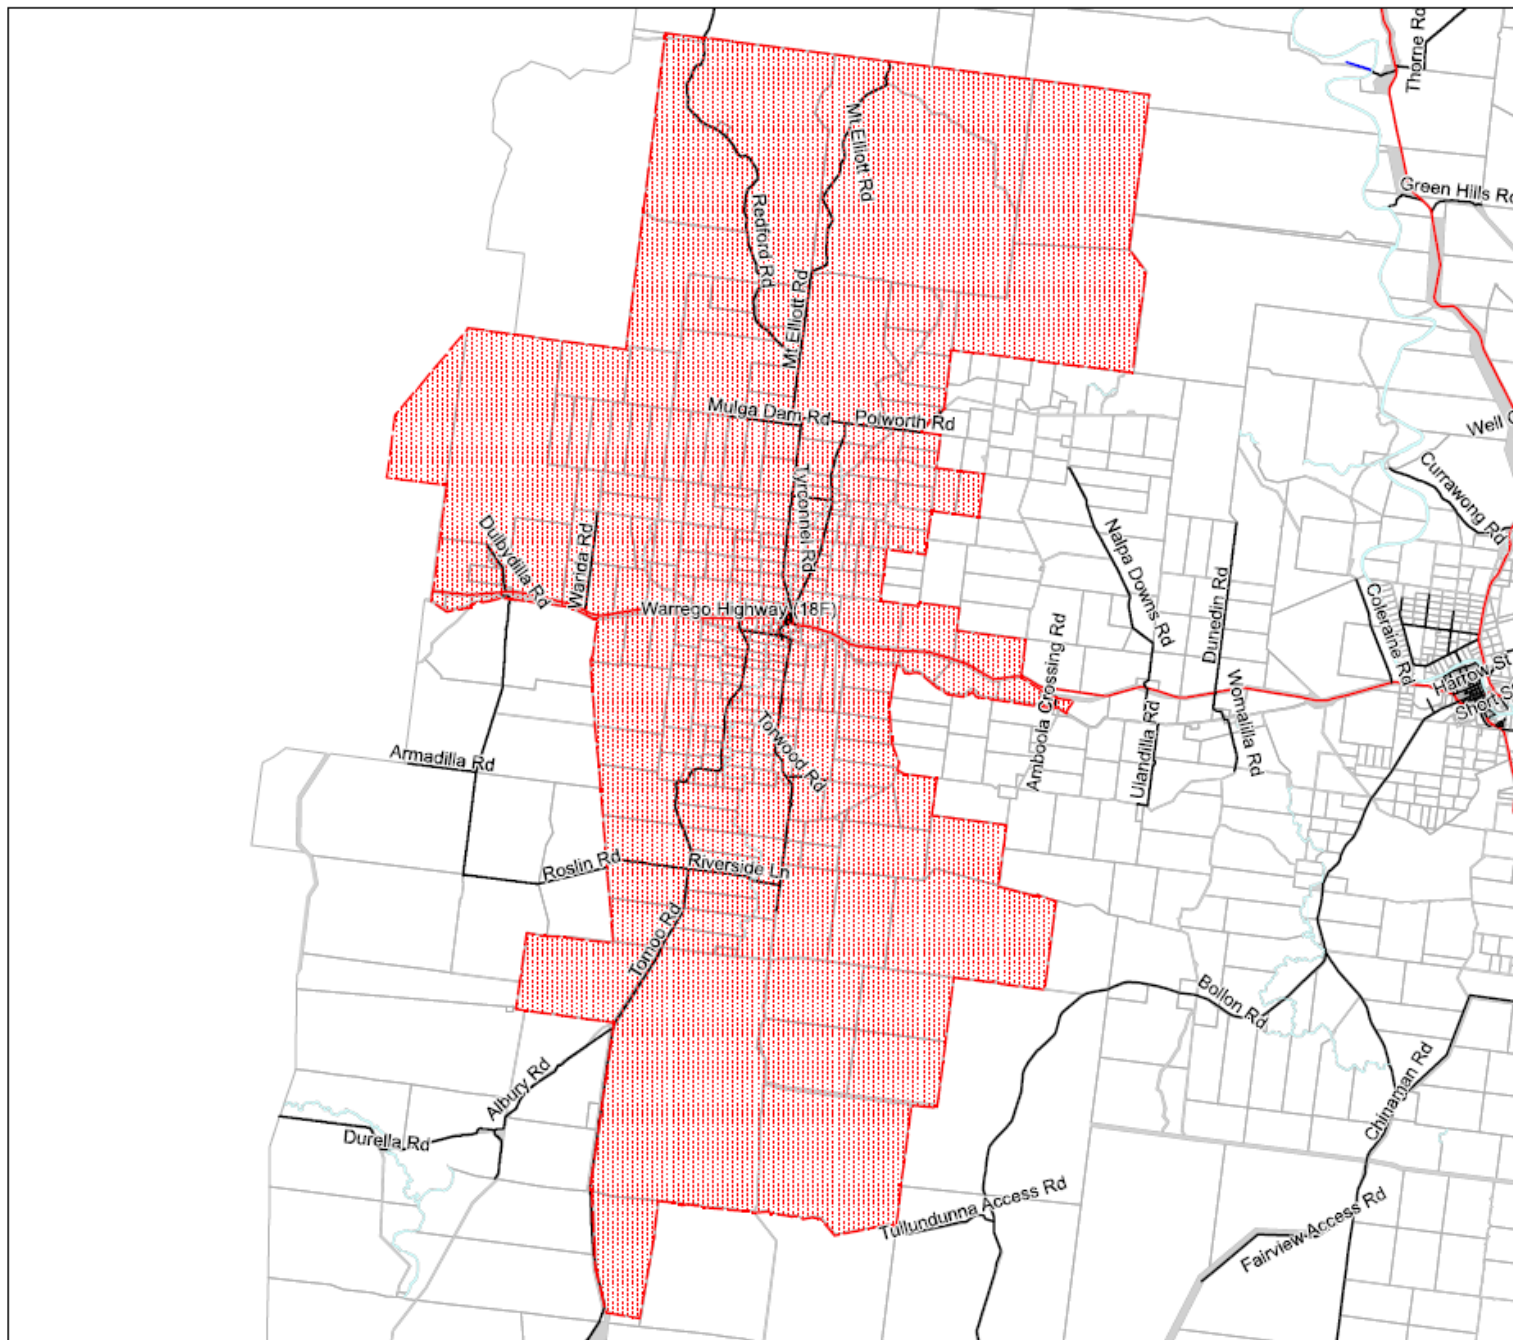 Thorne Rd
Mt Elliott Rd
Green Hills Rd
Redford Rd
Mt Elliott Rd
Mulga Dam Rd
Polworth Rd
Well
Currawong Rd
Tyrconnel Rd
Dulbydilla Rd
Wanda Rd
Nalpa Downs Rd
Dunedin Rd
Coleraine Rd
Warrego Highway (18F)
Amboola Crossing Rd
Harrow St
Short S
Womalilla Rd
Ulandilla Rd
Torwood Rd
Armadilla Rd
Roslin Rd
Riverside Ln
Tomoo Rd
Bollon Rd
Albury Rd
Chinaman Rd
Durella Rd
Tullundunna Access Rd
Fairview Access Rd